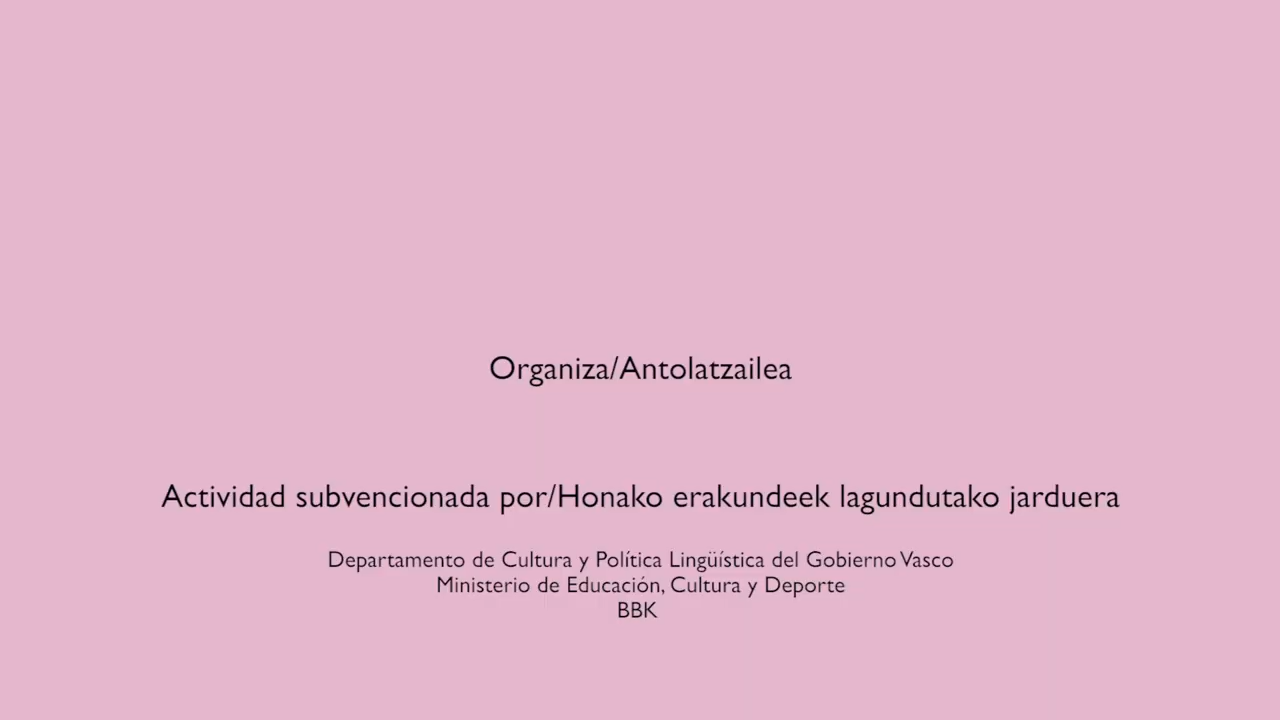 Organiza/Antolatzailea
Actividad subvencionada por/Honako erakundeek lagundutako jarduera
Departamento de Cultura y Política Lingüística del Gobierno Vasco
Ministerio de Educación, Cultura y Deporte
BBK